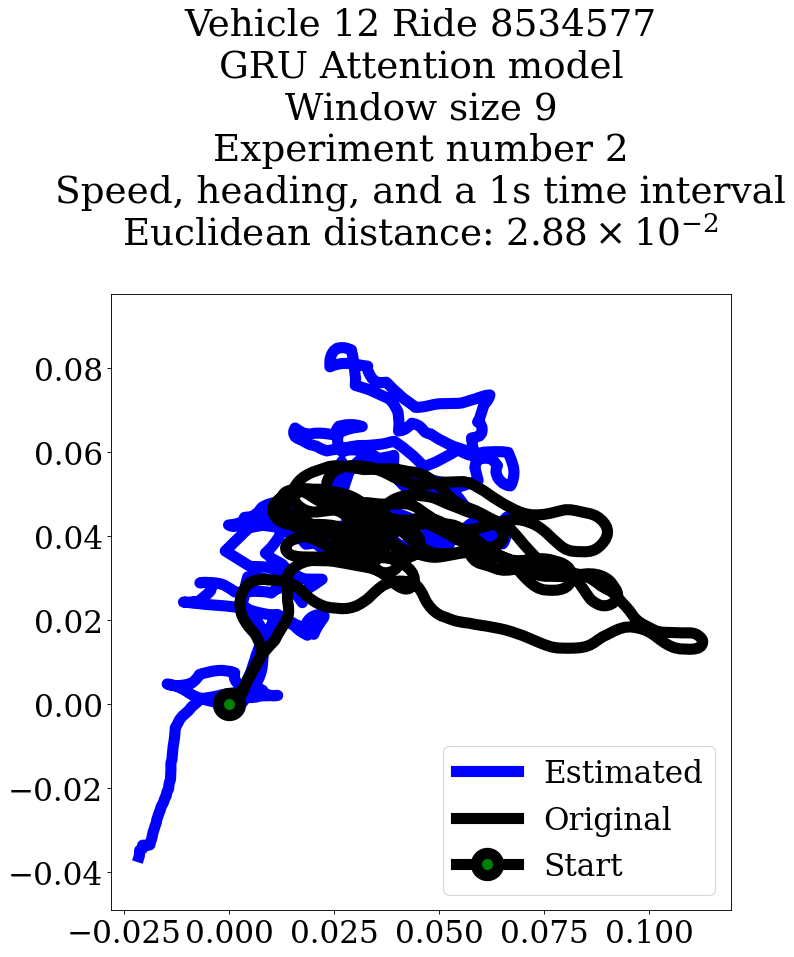 Vehicle 12 Ride 8534577
GRU Attention model
Window size 9
Experiment number 2
Speed, heading, and a 1s time interval
Euclidean distance: 2.88 × 10⁻²
0.08
0.06
0.04
0.02
0.00
−0.02
−0.04
Estimated
Original
Start
−0.025 0.000 0.025 0.050 0.075 0.100